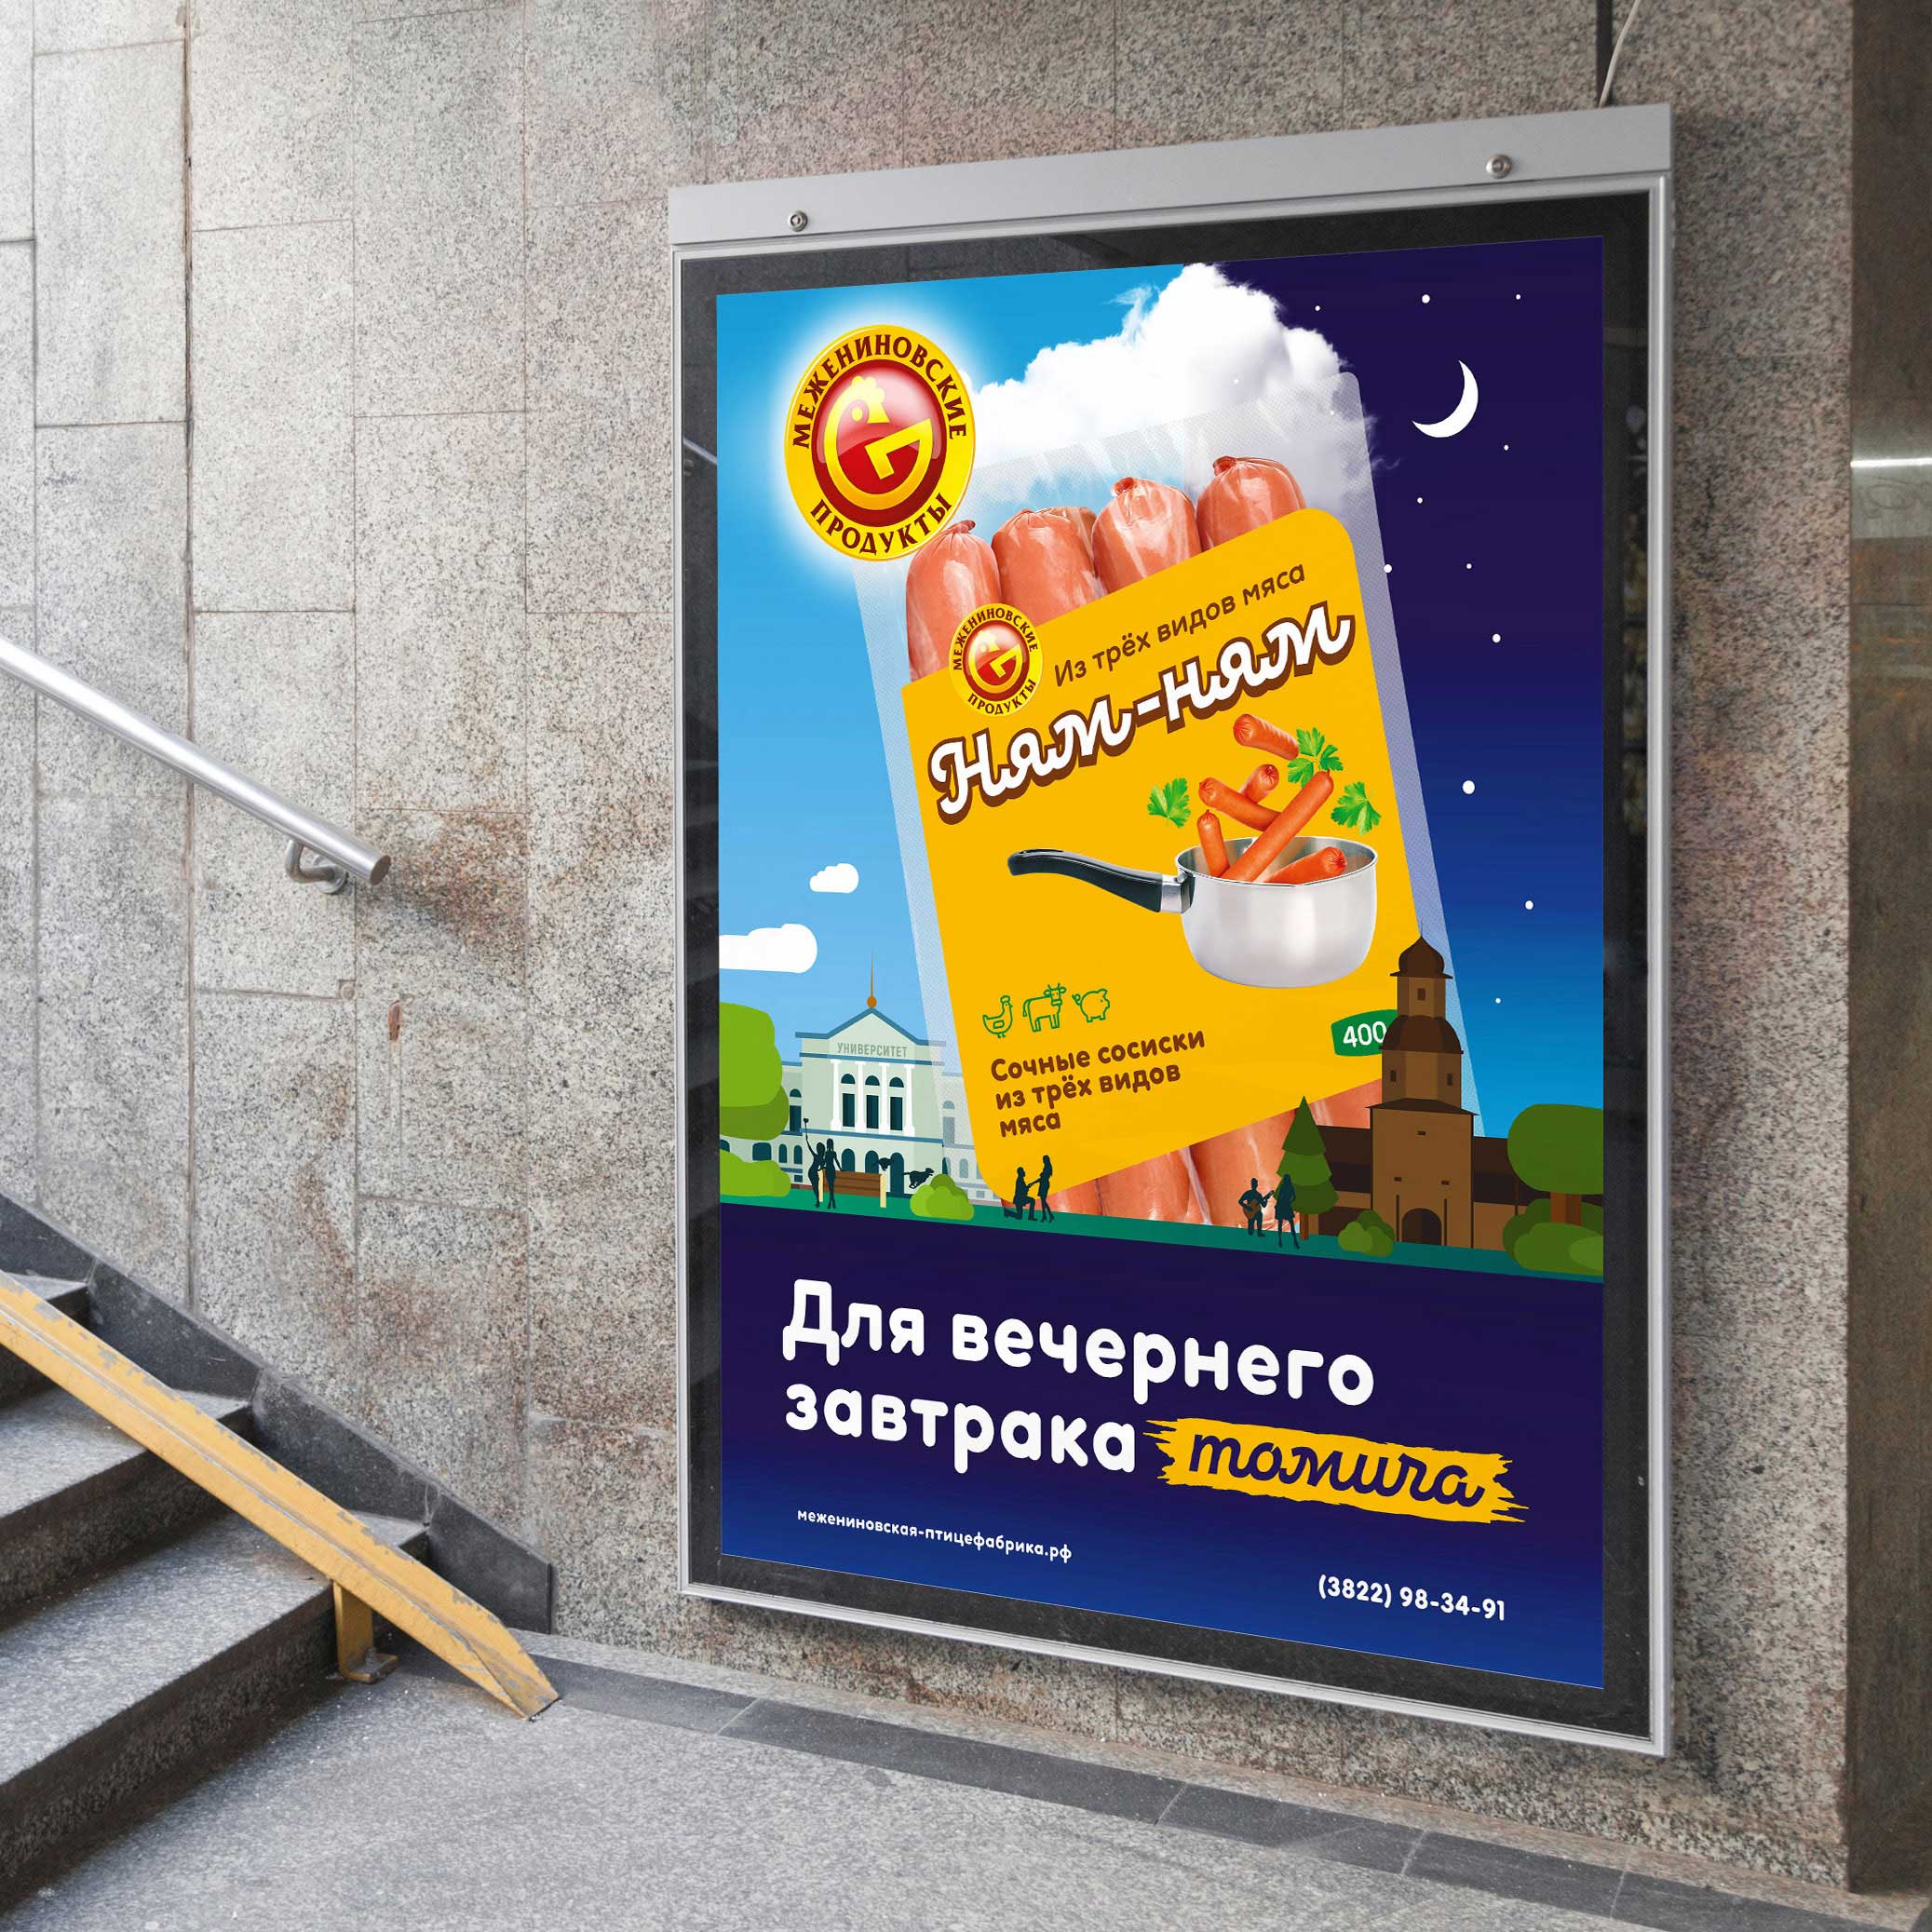 МЕЖЕНИНОВСКИЕ
ПРОДУКТЫ
МЕЖЕНИНОВСКИЕ
ПРОДУКТЫ
Из трёх видов мяса
Ням-ням
400
Сочные сосиски
из трёх видов
мяса
УНИВЕРСИТЕТ
Для вечернего
завтрака томича
межениновская-птицефабрика.рф
(3822) 98-34-91